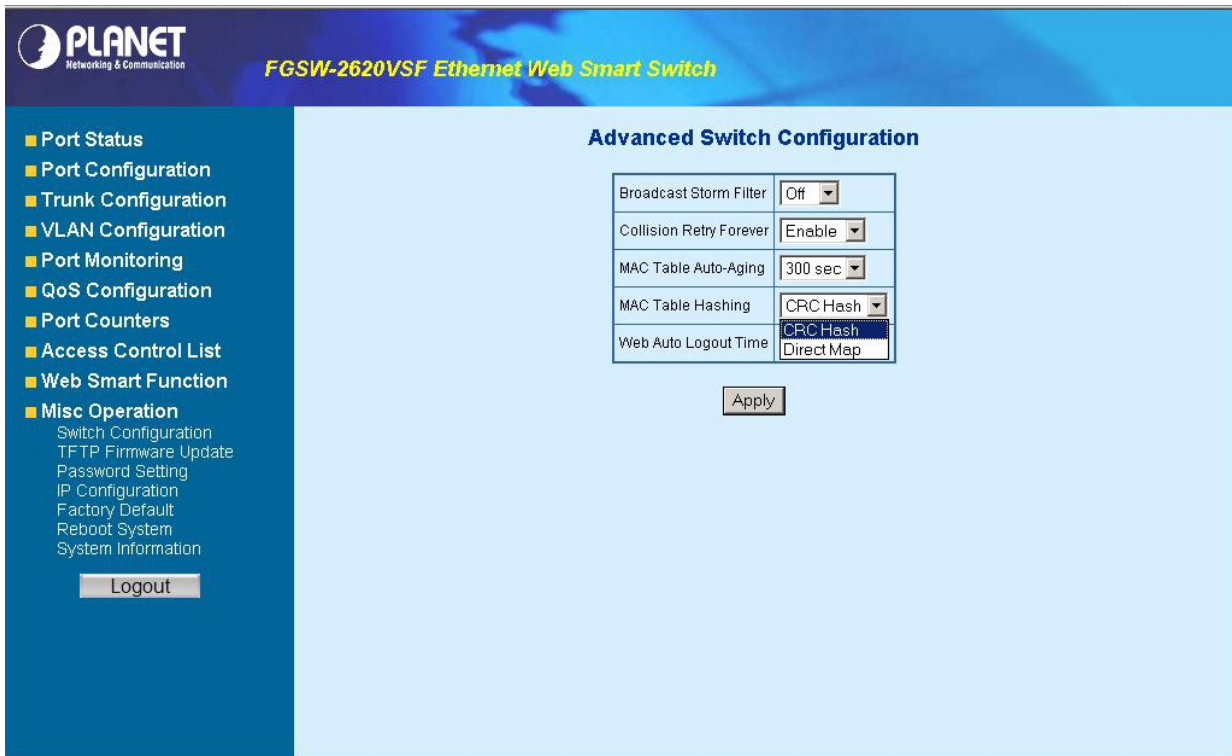 PLANET
Networking & Communication
FGSW-2620VSF Ethernet Web Smart Switch
Port Status
Port Configuration
Trunk Configuration
VLAN Configuration
Port Monitoring
QoS Configuration
Port Counters
Access Control List
Web Smart Function
Misc Operation
Switch Configuration
TFTP Firmware Update
Password Setting
IP Configuration
Factory Default
Reboot System
System Information
Logout
Advanced Switch Configuration
Broadcast Storm Filter Off
Collision Retry Forever Enable
MAC Table Auto-Aging 300 sec
MAC Table Hashing CRC Hash
CRC Hash
Web Auto Logout Time Direct Map
Apply